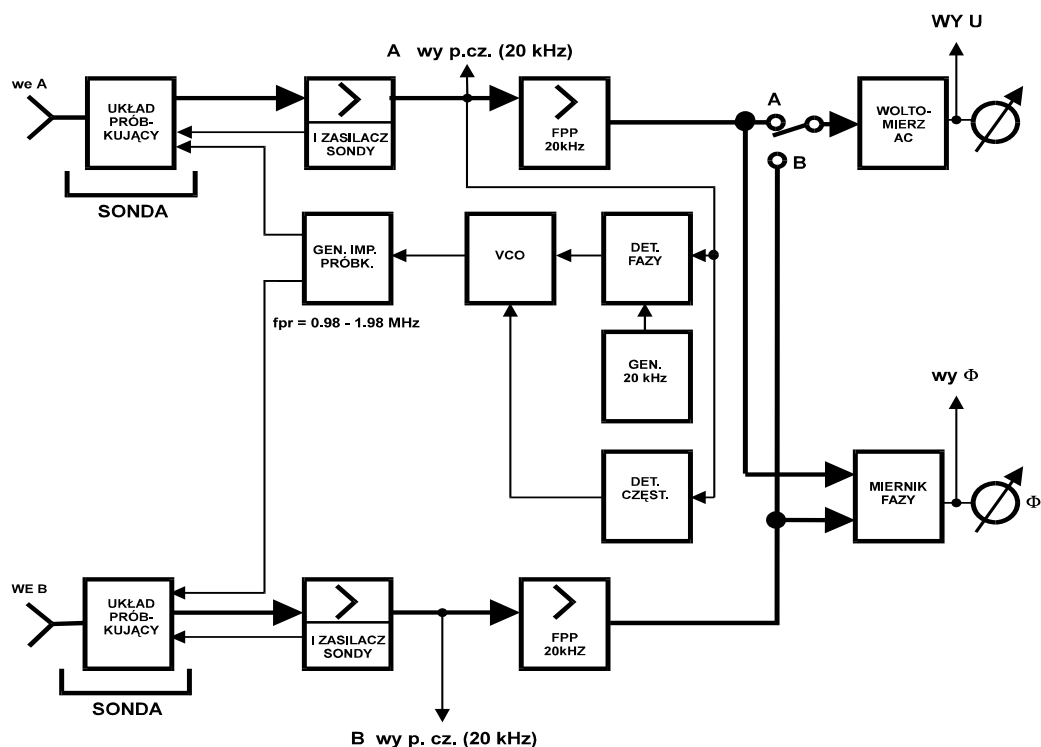 WY U
A wy p.cz. (20 kHz)
we A
UKŁAD
PRÓB-
KUJĄCY
I ZASILACZ
SONDY
FPP
20kHz
A
B
WOLTO-
MIERZ
AC
SONDA
GEN. IMP.
PRÓBK.
VCO
DET.
FAZY
fpr = 0.98 - 1.98 MHz
GEN.
20 kHz
wy Φ
DET.
CZĘST.
MIERNIK
FAZY
Φ
WE B
UKŁAD
PRÓB-
KUJĄCY
I ZASILACZ
SONDY
FPP
20kHZ
SONDA
B wy p. cz. (20 kHz)